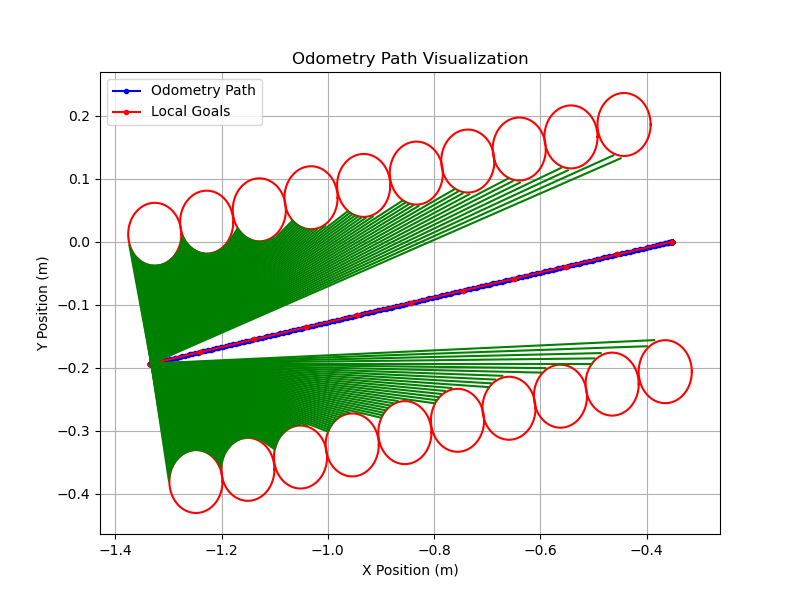 Odometry Path Visualization
Odometry Path
Local Goals
Y Position (m)
0.2
0.1
0.0
−0.1
−0.2
−0.3
−0.4
−1.4 −1.2 −1.0 −0.8 −0.6 −0.4
X Position (m)